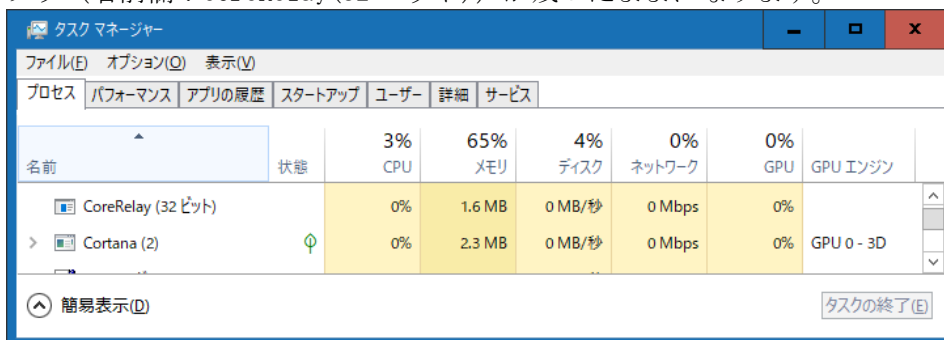 タスク マネージャー
ファイル(F) オプション(O) 表示(V)
プロセス パフォーマンス アプリの履歴 スタートアップ ユーザー 詳細 サービス
3% 65% 4% 0% 0%
名前 状態 CPU メモリ ディスク ネットワーク GPU GPU エンジン
CoreRelay (32 ビット) 0% 1.6 MB 0 MB/秒 0 Mbps 0%
Cortana (2) 0% 2.3 MB 0 MB/秒 0 Mbps 0% GPU 0 - 3D
簡易表示(D) タスクの終了(E)